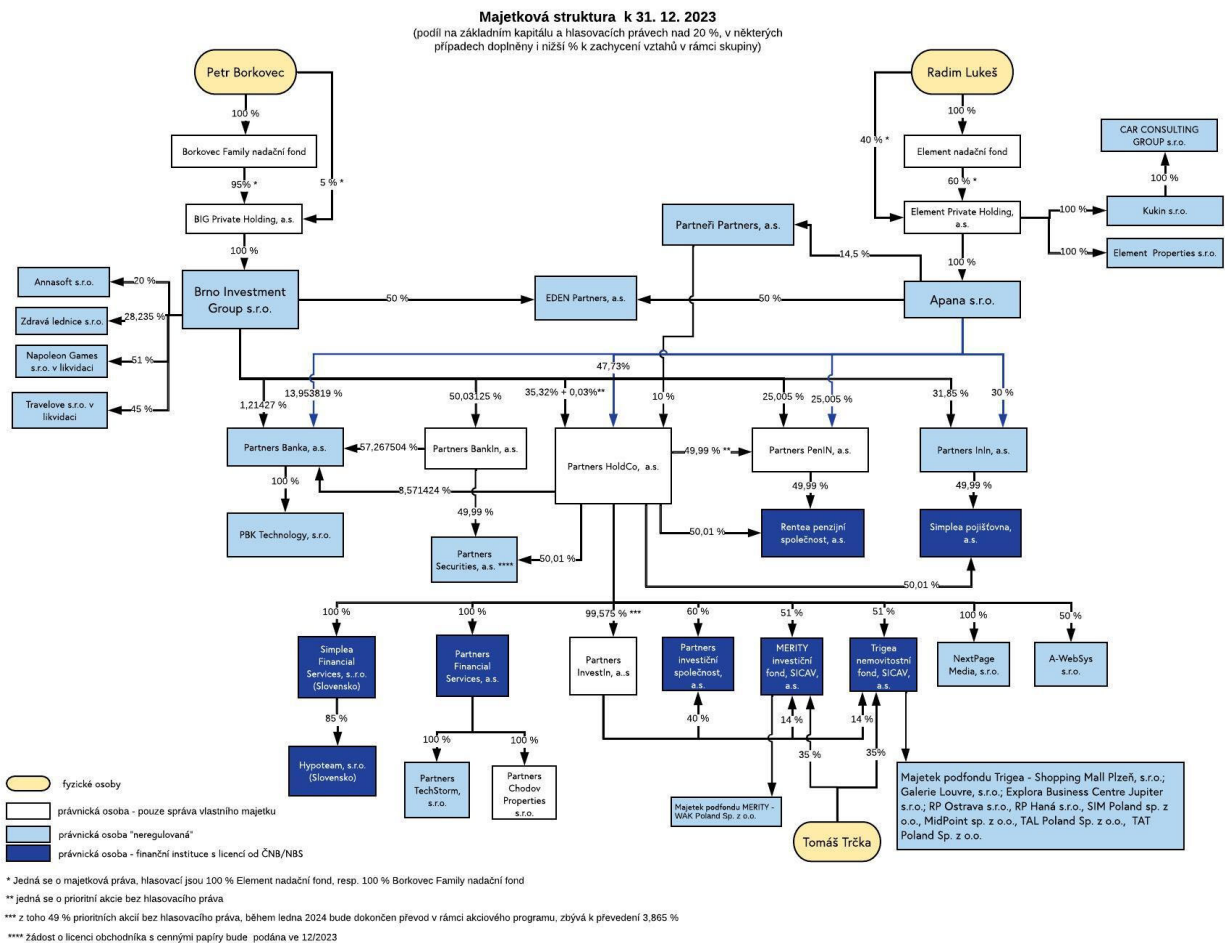 Majetková struktura k 31. 12. 2023
(podíl na základním kapitálu a hlasovacích právech nad 20 %, v některých
případech doplněny i nižší % k zachycení vztahů v rámci skupiny)
Petr Borkovec
Radim Lukeš
100 %
100 %
40 % *
CAR CONSULTING
GROUP s.r.o.
Borkovec Family nadační fond
Element nadační fond
95% *
5 % *
60 % *
100 %
BIG Private Holding, a.s.
Partneři Partners, a.s.
Element Private Holding,
a.s.
100 %
Kukin s.r.o.
100 %
14,5 %
100 %
100 %
Element Properties s.r.o.
Annasoft s.r.o.
20 %
Brno Investment
Group s.r.o.
50 %
EDEN Partners, a.s.
50 %
Apana s.r.o.
Zdravá lednice s.r.o.
28,235 %
Napoleon Games
s.r.o. v likvidaci
51 %
47,73%
Travelove s.r.o. v
likvidaci
45 %
1,21427 %
13,953819 %
50,03125 %
35,32% + 0,03%**
10 %
25,005 %
25,005 %
31,85 %
30 %
Partners Banka, a.s.
57,267504 %
Partners BankIn, a.s.
Partners HoldCo, a.s.
49,99 % **
Partners PenIN, a.s.
Partners InIn, a.s.
100 %
8,571424 %
49,99 %
49,99 %
49,99 %
PBK Technology, s.r.o.
50,01 %
Rentea penzijní
společnost, a.s.
Simplea pojišťovna,
a.s.
Partners
Securities, a.s. ****
50,01 %
50,01 %
100 %
100 %
99,575 % ***
60 %
51 %
51 %
100 %
50 %
Simplea
Financial
Services, s..r.o.
(Slovensko)
Partners
Financial
Services, a.s.
Partners
InvestIn, a..s
Partners
investiční
společnost,
a.s.
MERITY
investiční
fond, SICAV,
a.s.
Trigea
nemovitostní
fond, SICAV,
a.s.
NextPage
Media, s.r.o.
A-WebSys
s.r.o.
85 %
40 %
14 %
14 %
100 %
100 %
35 %
35%
Hypoteam, s.r.o.
(Slovensko)
Partners
TechStorm,
s.r.o.
Partners
Chodov
Properties
s.r.o.
Majetek podfondu MERITY -
WAK Poland Sp. z o.o.
Majetek podfondu Trigea - Shopping Mall Plzeň, s.r.o.;
Galerie Louvre, s.r.o.; Explora Business Centre Jupiter
s.r.o.; RP Ostrava s.r.o., RP Haná s.r.o., SIM Poland sp. z
o.o., MidPoint sp. z o.o., TAL Poland Sp. z o.o., TAT
Poland Sp. z o.o.
Tomáš Trčka
fyzické osoby
právnická osoba - pouze správa vlastního majetku
právnická osoba "neregulovaná"
právnická osoba - finanční instituce s licencí od ČNB/NBS
* Jedná se o majetková práva, hlasovací jsou 100 % Element nadační fond, resp. 100 % Borkovec Family nadační fond
** jedná se o prioritní akcie bez hlasovacího práva
*** z toho 49 % prioritních akcií bez hlasovacího práva, během ledna 2024 bude dokončen převod v rámci akciového programu, zbývá k převedení 3,865 %
**** žádost o licenci obchodníka s cennými papíry bude podána ve 12/2023